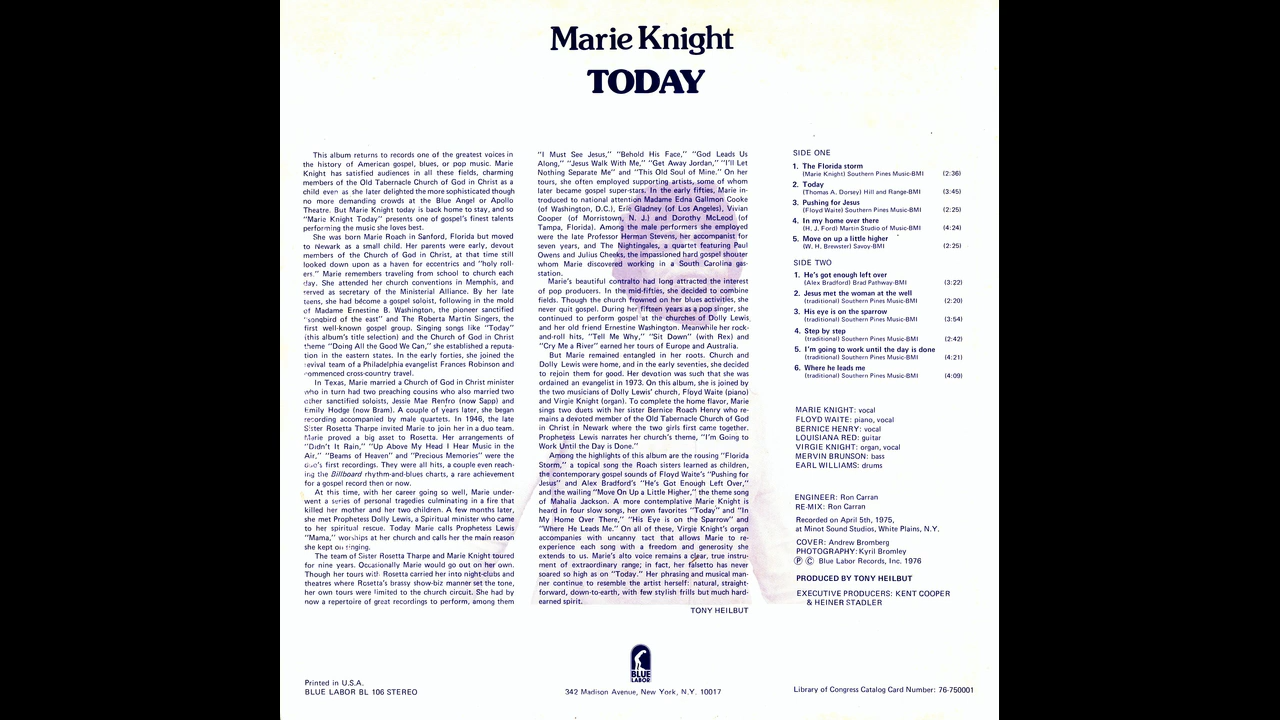 Marie Knight
TODAY
This album returns to records one of the greatest voices in
the history of American gospel, blues, or pop music. Marie
Knight has satisfied audiences in all these fields, charming
members of the Old Tabernacle Church of God in Christ as a
child even as she later delighted the more sophisticated though
no more demanding crowds at the Blue Angel or Apollo
Theatre. But Marie Knight today is back home to stay, and so
"Marie Knight Today" presents one of gospel's finest talents
performing the music she loves best.
She was born Marie Roach in Sanford, Florida but moved
to Newark as a small child. Her parents were early, devout
members of the Church of God in Christ, at that time still
looked down upon as a haven for eccentrics and "holy roll-
ers." Marie remembers traveling from school to church each
day. She attended her church conventions in Memphis, and
served as secretary of the Ministerial Alliance. By her late
teens, she had become a gospel soloist, following in the mold
of Madame Ernestine B. Washington, the pioneer sanctified
"songbird of the east" and The Roberta Martin Singers, the
first well-known gospel group. Singing songs like "Today"
(this album's title selection) and the Church of God in Christ
theme "Doing All the Good We Can," she established a reputa-
tion in the eastern states. In the early forties, she joined the
revival team of a Philadelphia evangelist Frances Robinson and
commenced cross-country travel.
In Texas, Marie married a Church of God in Christ minister
who in turn had two preaching cousins who also married two
other sanctified soloists, Jessie Mae Renfro (now Sapp) and
Emily Hodge (now Bram). A couple of years later, she began
recording accompanied by male quartets. In 1946, the late
Sister Rosetta Tharpe invited Marie to join her in a duo team.
Marie proved a big asset to Rosetta. Her arrangements of
"Didn't It Rain," "Up Above My Head I Hear Music in the
Air," "Beams of Heaven" and "Precious Memories" were the
duo's first recordings. They were all hits, a couple even reach-
ing the Billboard rhythm-and-blues charts, a rare achievement
for a gospel record then or now.
At this time, with her career going so well, Marie under-
went a series of personal tragedies culminating in a fire that
killed her mother and her two children. A few months later,
she met Prophetess Dolly Lewis, a Spiritual minister who came
to her spiritual rescue. Today Marie calls Prophetess Lewis
"Mama," worships at her church and calls her the main reason
she kept on singing.
The team of Sister Rosetta Tharpe and Marie Knight toured
for nine years. Occasionally Marie would go out on her own.
Though her tours with Rosetta carried her into night-clubs and
theatres where Rosetta's brassy show-biz manner set the tone,
her own tours were limited to the church circuit. She had by
now a repertoire of great recordings to perform, among them
"I Must See Jesus," "Behold His Face," "God Leads Us
Along," "Jesus Walk With Me," "Get Away Jordan," "I'll Let
Nothing Separate Me" and "This Old Soul of Mine." On her
tours, she often employed supporting artists, some of whom
later became gospel super-stars. In the early fifties, Marie in-
troduced to national attention Madame Edna Gallmon Cooke
(of Washington, D.C.), Erie Gladney (of Los Angeles), Vivian
Cooper (of Morristown, N. J.) and Dorothy McLeod (of
Tampa, Florida). Among the male performers she employed
were the late Professor Herman Stevens, her accompanist for
seven years, and The Nightingales, a quartet featuring Paul
Owens and Julius Cheeks, the impassioned hard gospel shouter
whom Marie discovered working in a South Carolina gas-
station.
Marie's beautiful contralto had long attracted the interest
of pop producers. In the mid-fifties, she decided to combine
fields. Though the church frowned on her blues activities, she
never quit gospel. During her fifteen years as a pop singer, she
continued to perform gospel at the churches of Dolly Lewis
and her old friend Ernestine Washington. Meanwhile her rock-
and-roll hits, "Tell Me Why," "Sit Down" (with Rex) and
"Cry Me a River" earned her tours of Europe and Australia.
But Marie remained entangled in her roots. Church and
Dolly Lewis were home, and in the early seventies, she decided
to rejoin them for good. Her devotion was such that she was
ordained an evangelist in 1973. On this album, she is joined by
the two musicians of Dolly Lewis' church, Floyd Waite (piano)
and Virgie Knight (organ). To complete the home flavor, Marie
sings two duets with her sister Bernice Roach Henry who re-
mains a devoted member of the Old Tabernacle Church of God
in Christ in Newark where the two girls first came together.
Prophetess Lewis narrates her church's theme, "I'm Going to
Work Until the Day is Done."
Among the highlights of this album are the rousing "Florida
Storm," a topical song the Roach sisters learned as children,
the contemporary gospel sounds of Floyd Waite's "Pushing for
Jesus" and Alex Bradford's "He's Got Enough Left Over,"
and the wailing "Move On Up a Little Higher," the theme song
of Mahalia Jackson. A more contemplative Marie Knight is
heard in four slow songs, her own favorites "Today" and "In
My Home Over There," "His Eye is on the Sparrow" and
"Where He Leads Me." On all of these, Virgie Knight's organ
accompanies with uncanny tact that allows Marie to re-
experience each song with a freedom and generosity she
extends to us. Marie's alto voice remains a clear, true instru-
ment of extraordinary range; in fact, her falsetto has never
soared so high as on "Today." Her phrasing and musical man-
ner continue to resemble the artist herself: natural, straight-
forward, down-to-earth, with few stylish frills but much hard-
earned spirit.
TONY HEILBUT
SIDE ONE
1. The Florida storm
(Marie Knight) Southern Pines Music-BMI (2:36)
2. Today
(Thomas A. Dorsey) Hill and Range-BMI (3:45)
3. Pushing for Jesus
(Floyd Waite) Southern Pines Music-BMI (2:25)
4. In my home over there
(H. J. Ford) Martin Studio of Music-BMI (4:24)
5. Move on up a little higher
(W. H. Brewster) Savoy-BMI (2:25)
SIDE TWO
1. He's got enough left over
(Alex Bradford) Brad Pathway-BMI (3:22)
2. Jesus met the woman at the well
(traditional) Southern Pines Music-BMI (2:20)
3. His eye is on the sparrow
(traditional) Southern Pines Music-BMI (3:54)
4. Step by step
(traditional) Southern Pines Music-BMI (2:42)
5. I'm going to work until the day is done
(traditional) Southern Pines Music-BMI (4:21)
6. Where he leads me
(traditional) Southern Pines Music-BMI (4:09)
MARIE KNIGHT: vocal
FLOYD WAITE: piano, vocal
BERNICE HENRY: vocal
LOUISIANA RED: guitar
VIRGIE KNIGHT: organ, vocal
MERVIN BRUNSON: bass
EARL WILLIAMS: drums
ENGINEER: Ron Carran
RE-MIX: Ron Carran
Recorded on April 5th, 1975,
at Minot Sound Studios, White Plains, N.Y.
COVER: Andrew Bromberg
PHOTOGRAPHY: Kyril Bromley
Ⓟ © Blue Labor Records, Inc. 1976
PRODUCED BY TONY HEILBUT
EXECUTIVE PRODUCERS: KENT COOPER
& HEINER STADLER
BLUE
LABOR
Printed in U.S.A.
BLUE LABOR BL 106 STEREO
342 Madison Avenue, New York, N.Y. 10017
Library of Congress Catalog Card Number: 76-750001